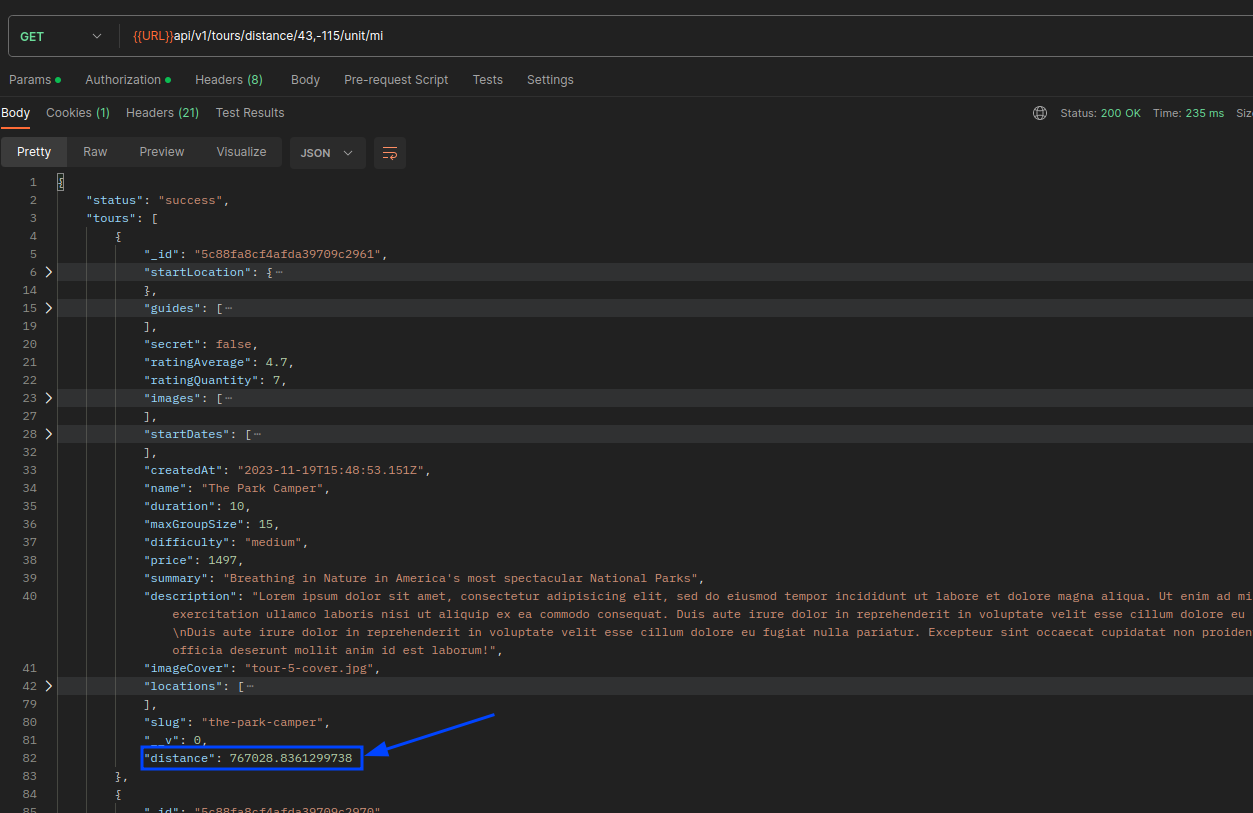 GET {{URL}}api/v1/tours/distance/43,-115/unit/mi
Params Authorization Headers (8) Body Pre-request Script Tests Settings
Body Cookies (1) Headers (21) Test Results Status: 200 OK Time: 235 ms Siz
Pretty Raw Preview Visualize JSON
1 {
2 "status": "success",
3 "tours": [
4 {
5 "_id": "5c88fa8cf4afda39709c2961",
6 "startLocation": { ⋯
14 },
15 "guides": [ ⋯
19 ],
20 "secret": false,
21 "ratingAverage": 4.7,
22 "ratingQuantity": 7,
23 "images": [ ⋯
27 ],
28 "startDates": [ ⋯
32 ],
33 "createdAt": "2023-11-19T15:48:53.151Z",
34 "name": "The Park Camper",
35 "duration": 10,
36 "maxGroupSize": 15,
37 "difficulty": "medium",
38 "price": 1497,
39 "summary": "Breathing in Nature in America's most spectacular National Parks",
40 "description": "Lorem ipsum dolor sit amet, consectetur adipisicing elit, sed do eiusmod tempor incididunt ut labore et dolore magna aliqua. Ut enim ad mi
exercitation ullamco laboris nisi ut aliquip ex ea commodo consequat. Duis aute irure dolor in reprehenderit in voluptate velit esse cillum dolore eu
\nDuis aute irure dolor in reprehenderit in voluptate velit esse cillum dolore eu fugiat nulla pariatur. Excepteur sint occaecat cupidatat non proiden
officia deserunt mollit anim id est laborum!",
41 "imageCover": "tour-5-cover.jpg",
42 "locations": [ ⋯
79 ],
80 "slug": "the-park-camper",
81 "__v": 0,
82 "distance": 767028.8361299738
83 },
84 {
85 "_id": "5c88fa8cf4afda39709c2970",